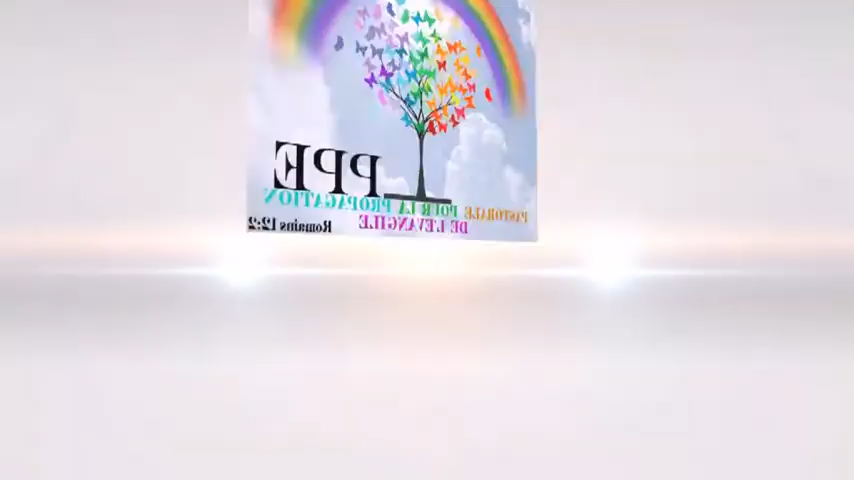 PPE
PASTORALE POUR LA PROPAGATION
DE L'EVANGILE
Romains 12:2